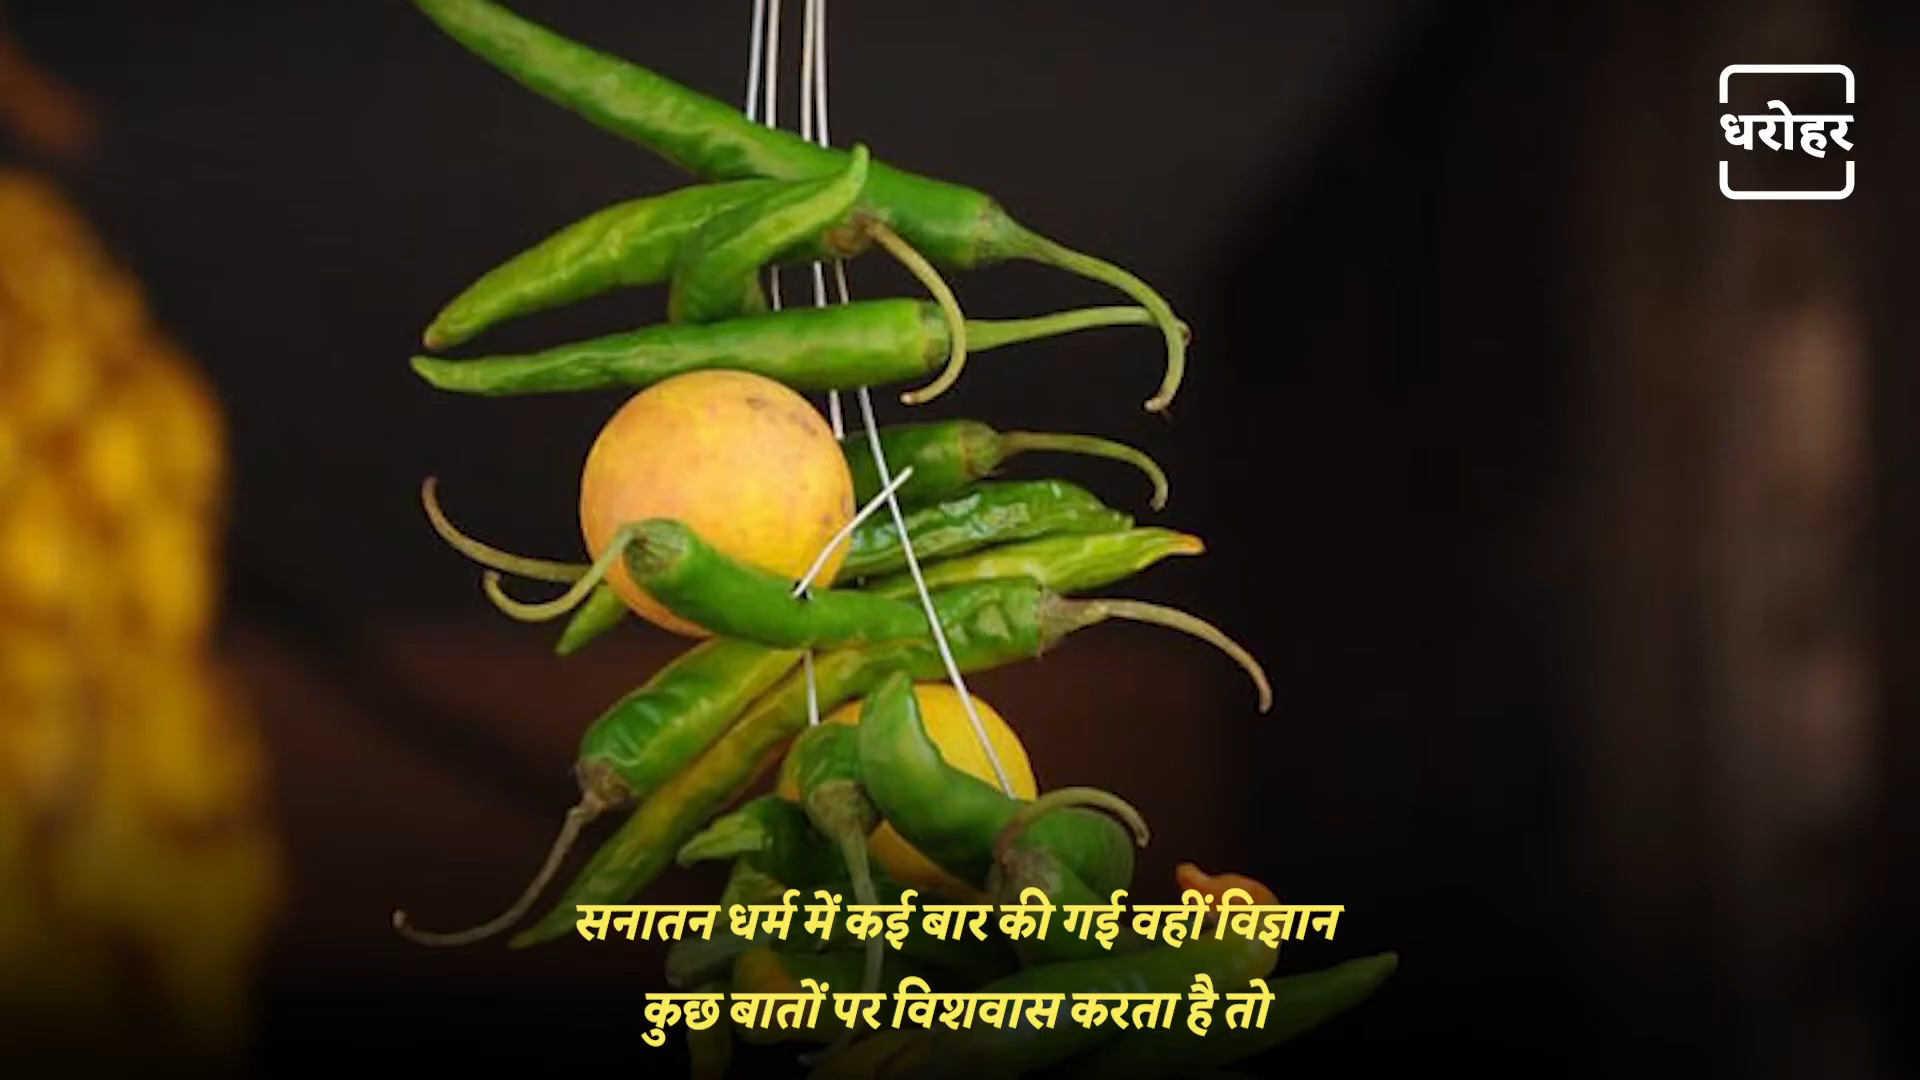 धरोहर
सनातन धर्म में कई बार की गई वहीं विज्ञान
कुछ बातों पर विशवास करता है तो